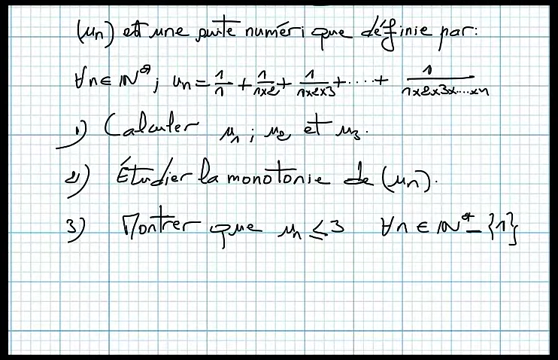 (un) est une suite numérique définie par:
∀n ∈ ℕ*; un = 1/1 + 1/1×2 + 1/1×2×3 + .... + 1/1×2×3×....×n
1) Calculer u1 ; u2 et u3.
2) Étudier la monotonie de (un).
3) Montrer que un ≤ 3 ∀n ∈ ℕ* - {1}